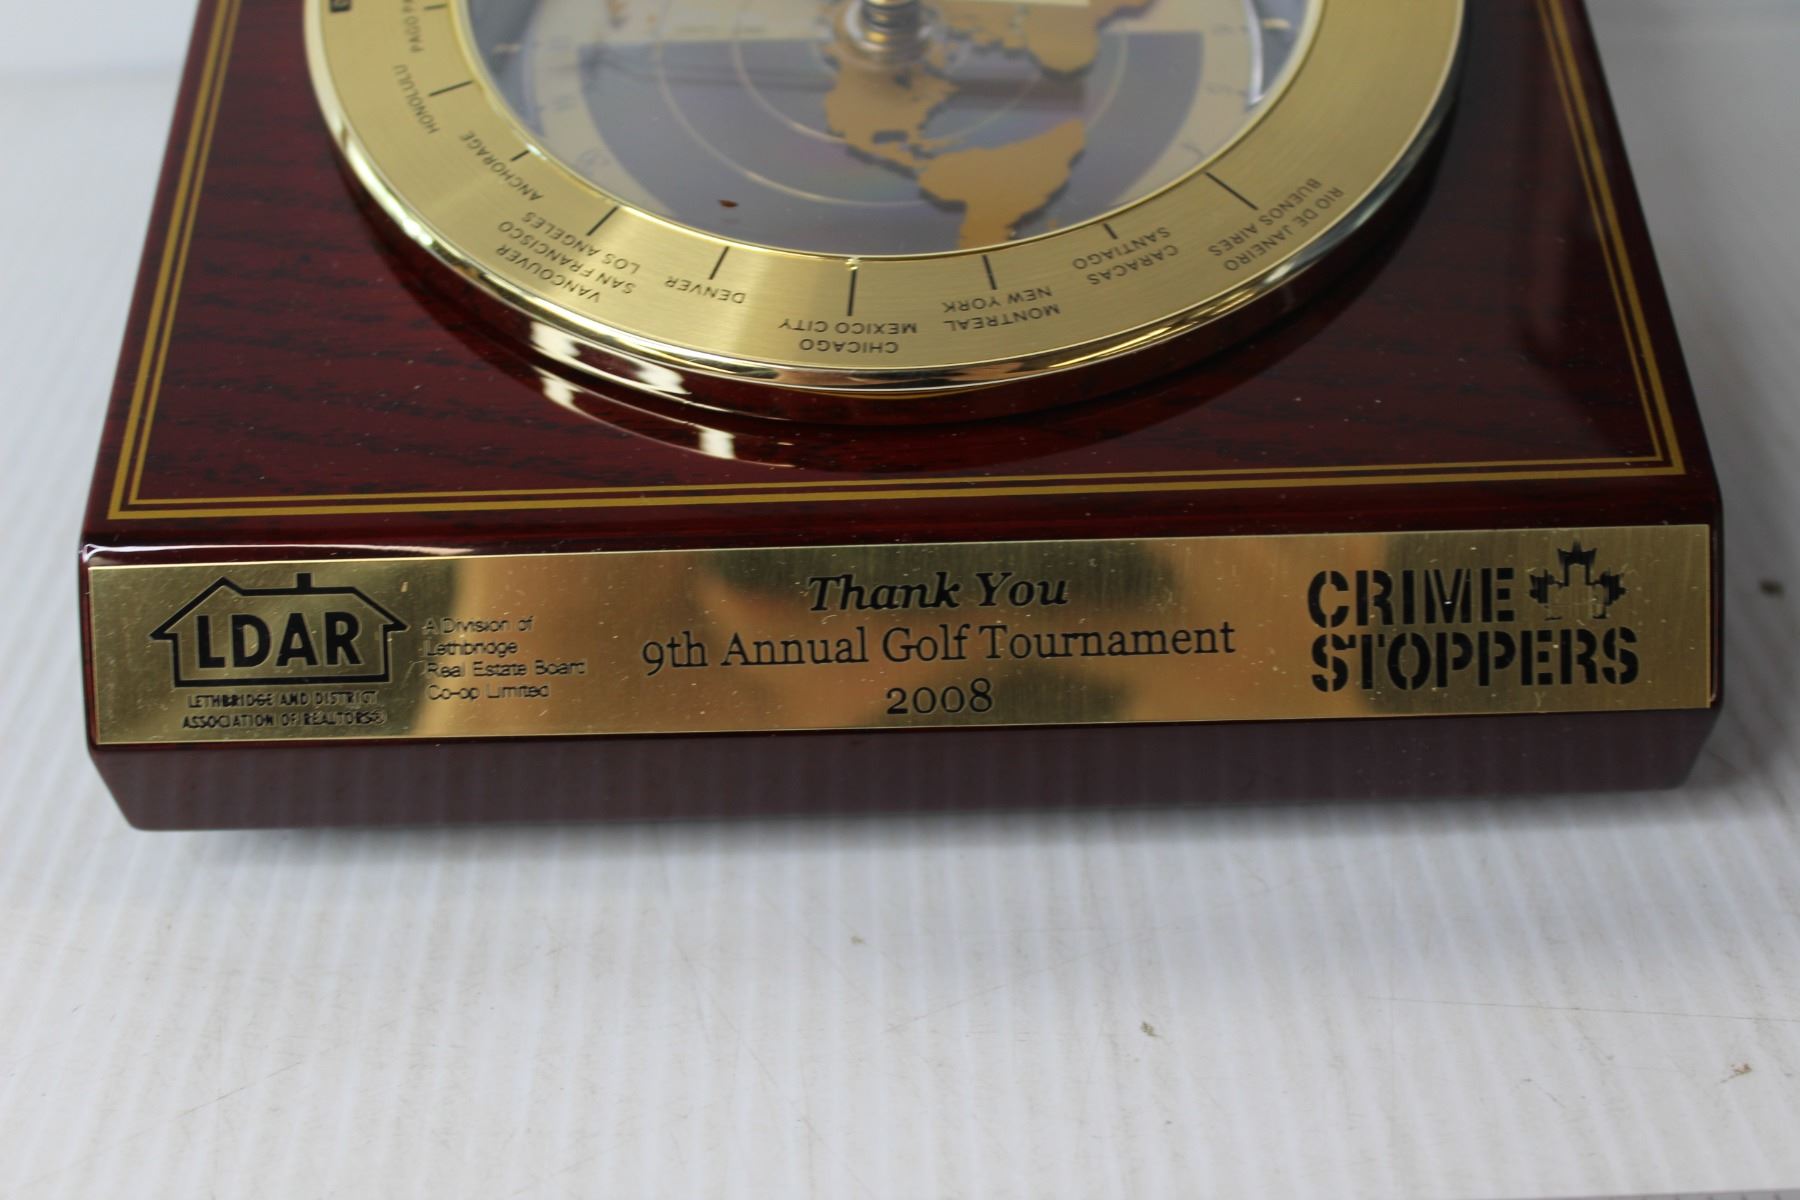 PAGO PA
HONOLULU
ANCHORAGE
VANCOUVER
SAN FRANCISCO
LOS ANGELES
DENVER
CHICAGO
MEXICO CITY
MONTREAL
NEW YORK
CARACAS
SANTIAGO
RIO DE JANEIRO
BUENOS AIRES
LDAR
LETHBRIDGE AND DISTRICT
ASSOCIATION OF REALTORS®
A Division of
Lethbridge
Real Estate Board
Co-op Limited
Thank You
9th Annual Golf Tournament
2008
CRIME
STOPPERS